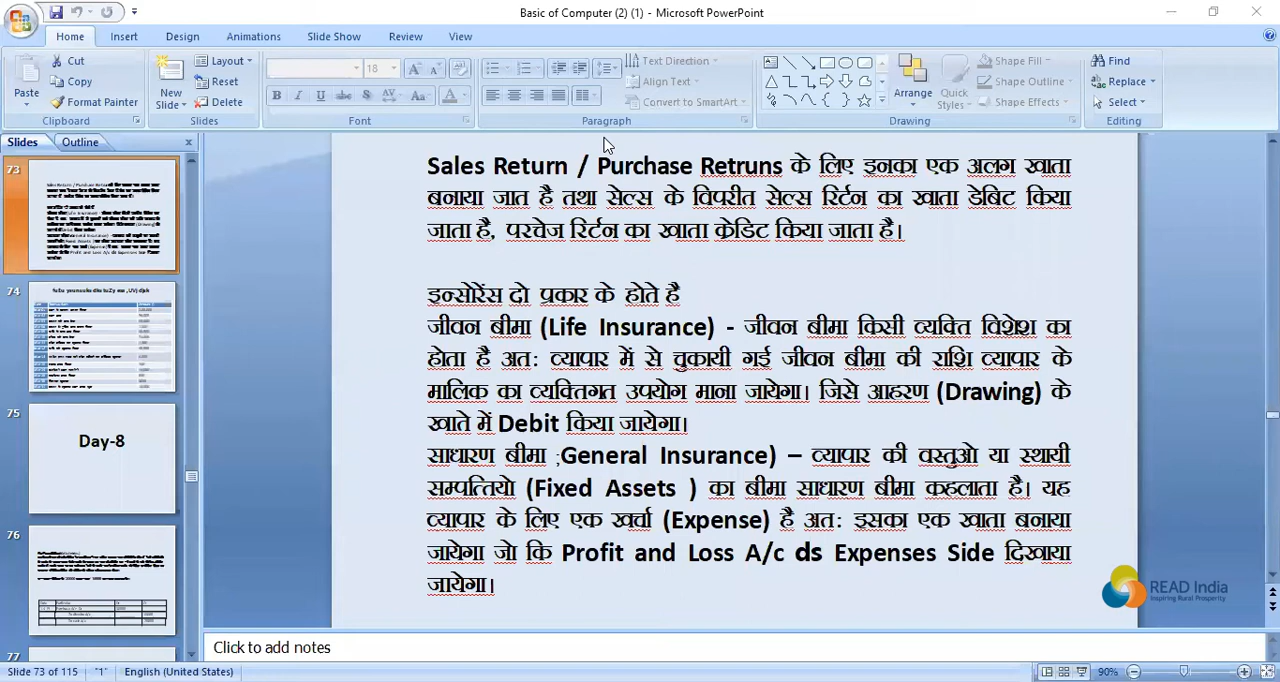 Basic of Computer (2) (1) - Microsoft PowerPoint
Home Insert Design Animations Slide Show Review View
Cut Layout 18 Text Direction Shape Fill Find
Copy Reset Align Text Shape Outline Replace
Paste Format Painter New Slide Delete Convert to SmartArt Arrange Quick Styles Shape Effects Select
Clipboard Slides Font Paragraph Drawing Editing
Slides Outline
73
74
75
Day-8
76
77
Sales Return / Purchase Retruns के लिए इनका एक अलग खाता
बनाया जात है तथा सेल्स के विपरीत सेल्स रिर्टन का खाता डेबिट किया
जाता है, परचेज रिर्टन का खाता क्रेडिट किया जाता है।
इन्सोरेंस दो प्रकार के होते है
जीवन बीमा (Life Insurance) - जीवन बीमा किसी व्यक्ति विशेश का
होता है अतः व्यापार में से चुकायी गई जीवन बीमा की राशि व्यापार के
मालिक का व्यक्तिगत उपयोग माना जायेगा। जिसे आहरण (Drawing) के
खाते में Debit किया जायेगा।
साधारण बीमा ;General Insurance) – व्यापार की वस्तुओ या स्थायी
सम्पत्तियो (Fixed Assets ) का बीमा साधारण बीमा कहलाता है। यह
व्यापार के लिए एक खर्चा (Expense) है अतः इसका एक खाता बनाया
जायेगा जो कि Profit and Loss A/c ds Expenses Side दिखाया
जायेगा।
READ India
Inspiring Rural Prosperity
Click to add notes
Slide 73 of 115 "1" English (United States) 90%